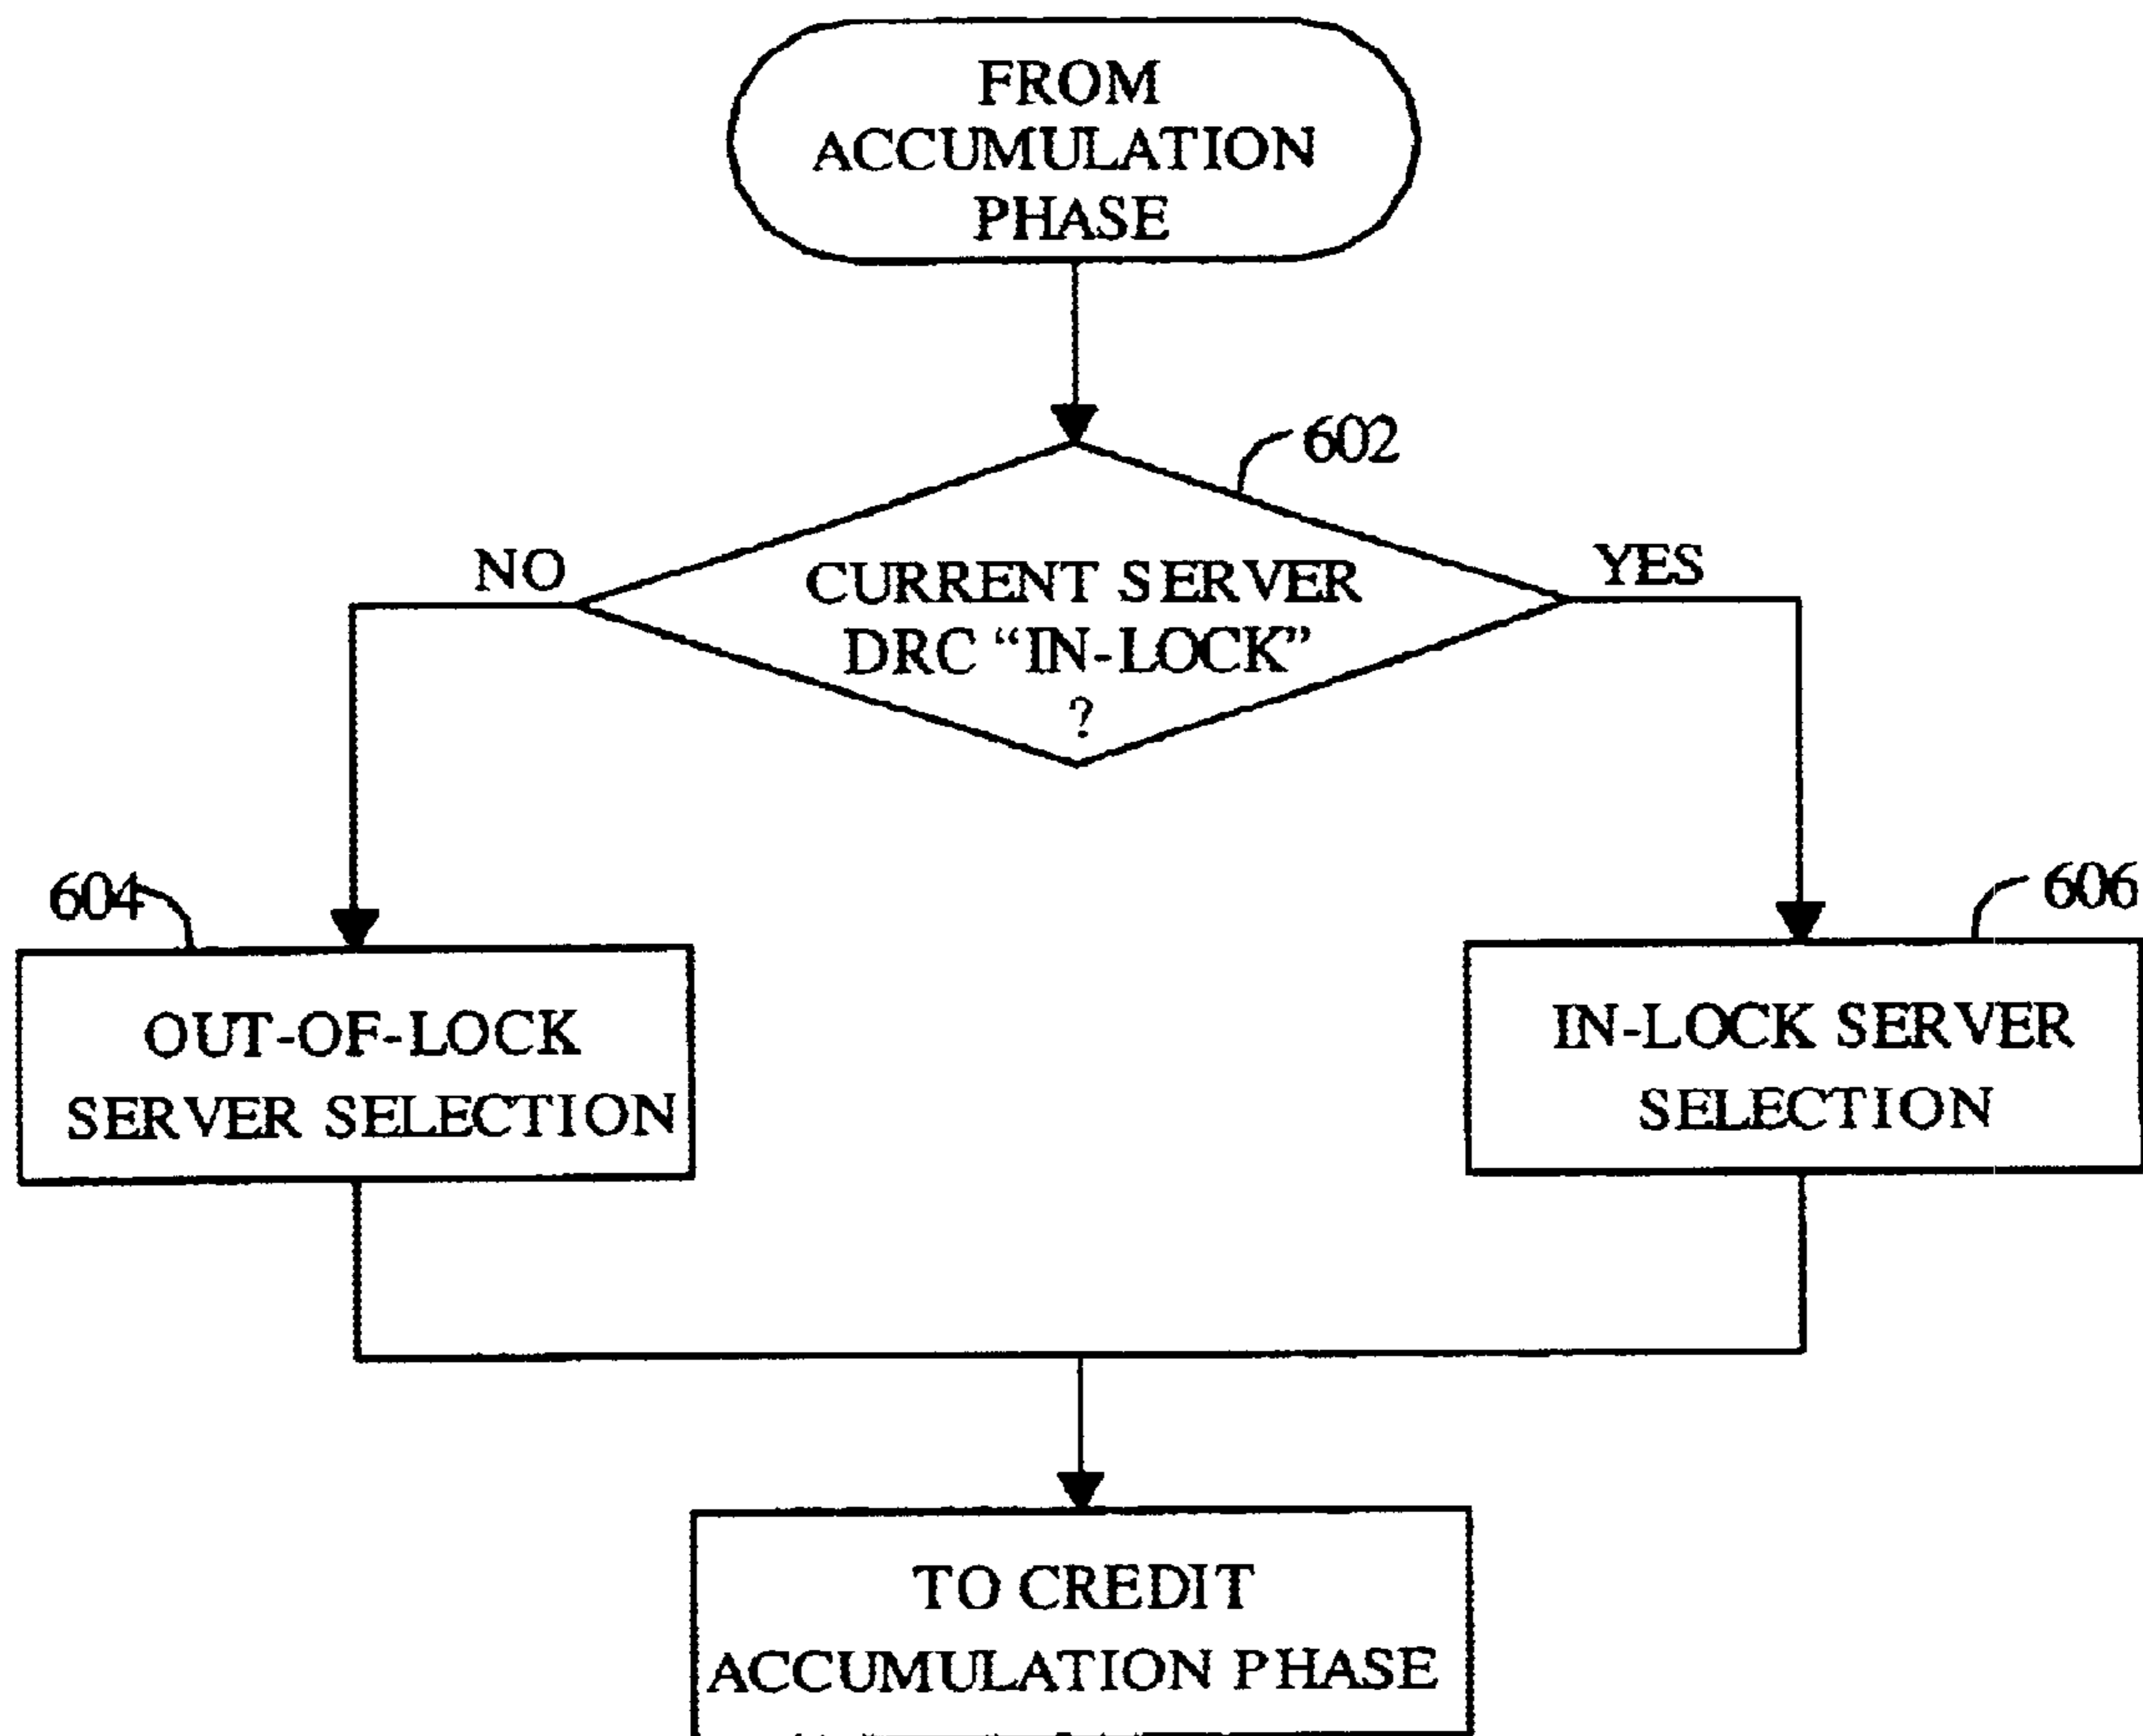 FROM
ACCUMULATION
PHASE
602
NO
YES
CURRENT SERVER
DRC “IN-LOCK”
?
604
606
OUT-OF-LOCK
SERVER SELECTION
IN-LOCK SERVER
SELECTION
TO CREDIT
ACCUMULATION PHASE